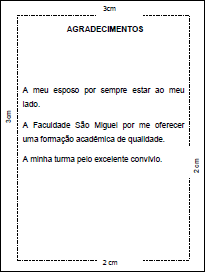 3cm
AGRADECIMENTOS
A meu esposo por sempre estar ao meu
lado.
A Faculdade São Miguel por me oferecer
uma formação acadêmica de qualidade.
A minha turma pelo excelente convívio.
3cm
2 cm
2 cm